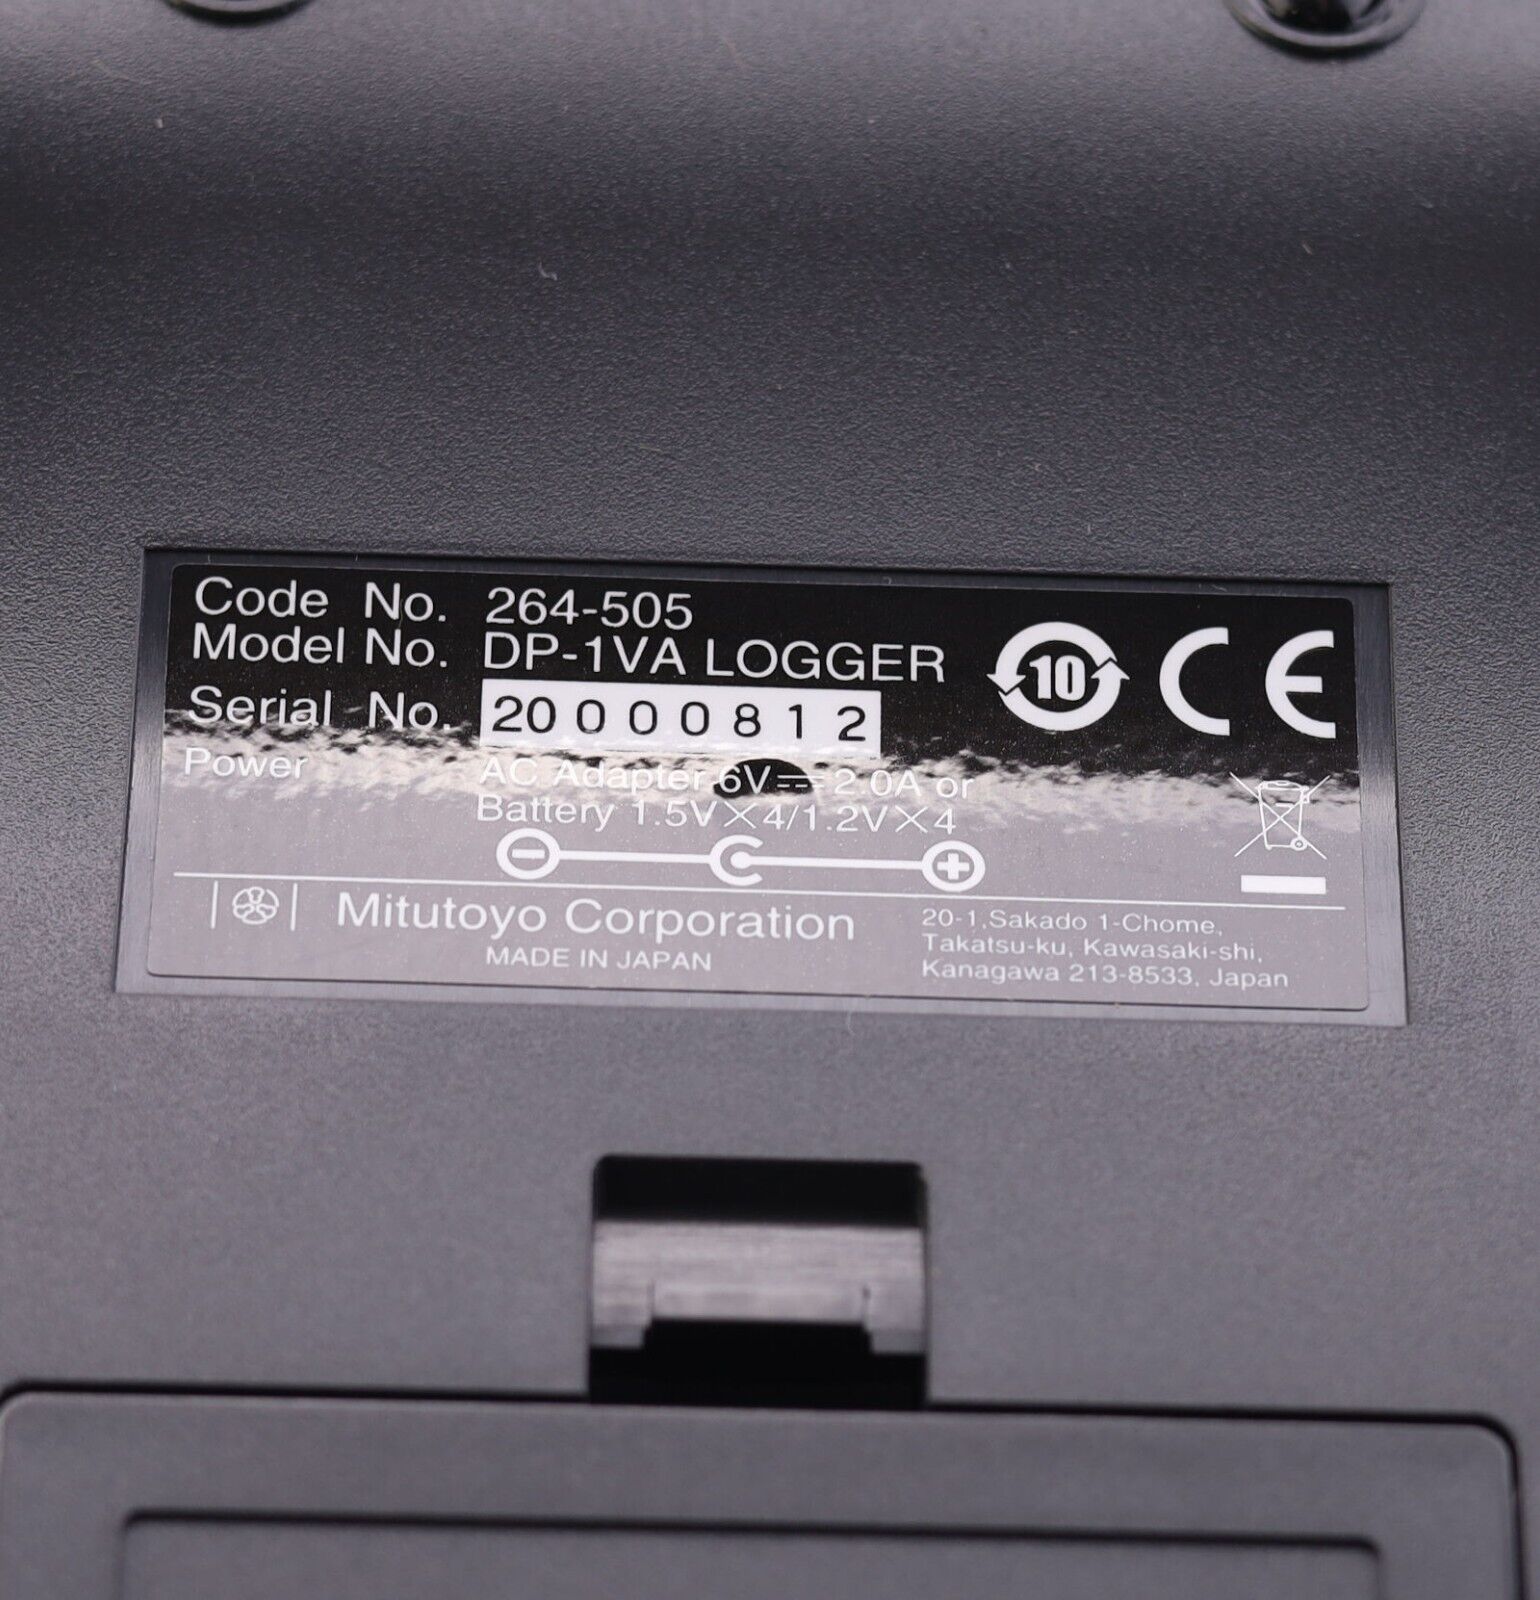 Code No. 264-505
Model No. DP-1VA LOGGER
Serial No. 20000812
10
CE
Power AC Adapter 6V⎓2.0A or
Battery 1.5V×4/1.2V×4
Mitutoyo Corporation
MADE IN JAPAN
20-1,Sakado 1-Chome,
Takatsu-ku, Kawasaki-shi,
Kanagawa 213-8533, Japan